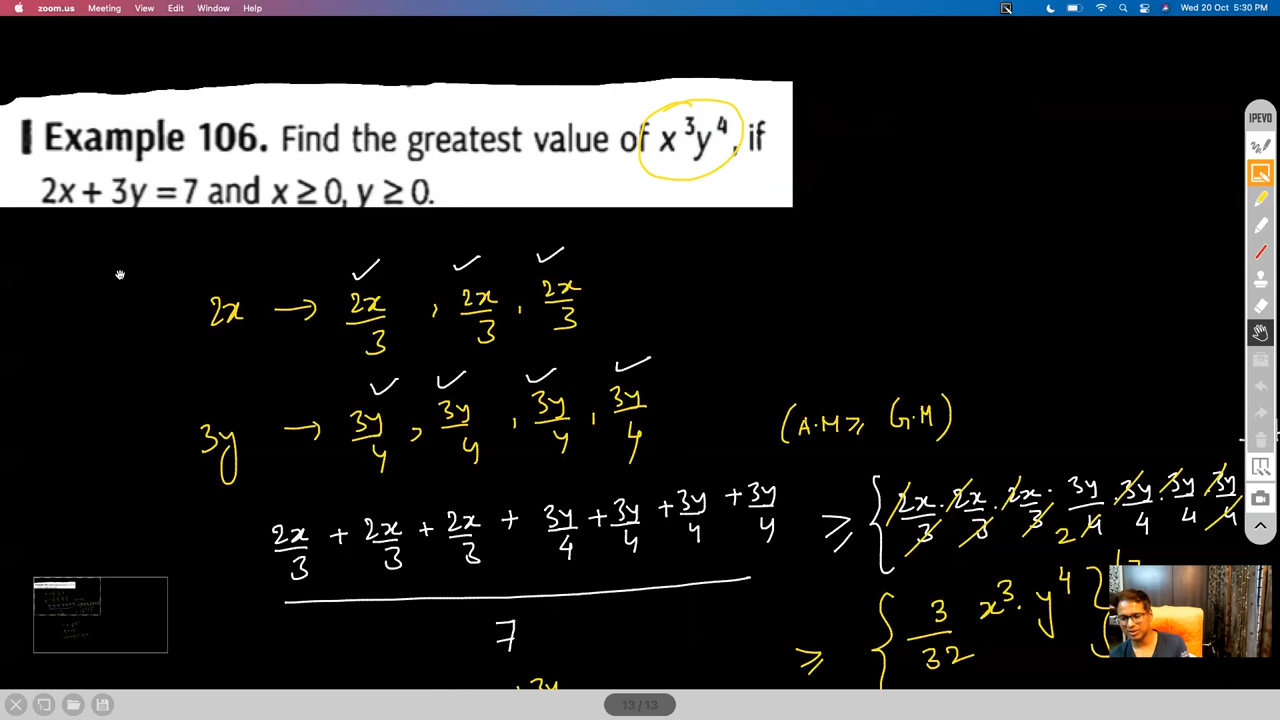 zoom.us Meeting View Edit Window Help Wed 20 Oct 5:30 PM
Example 106. Find the greatest value of x³y⁴, if
2x + 3y = 7 and x ≥ 0, y ≥ 0.
2x → 2x/3, 2x/3, 2x/3
3y → 3y/4, 3y/4, 3y/4, 3y/4
(A.M ≥ G.M)
2x/3 + 2x/3 + 2x/3 + 3y/4 + 3y/4 + 3y/4 + 3y/4 ≥ { 2x/3 · 2x/3 · 2x/3 · 3y/4 · 3y/4 · 3y/4 · 3y/4
2
7
≥ { 3/32 x³ · y⁴ }
+ 3y
IPEVO
13 / 13